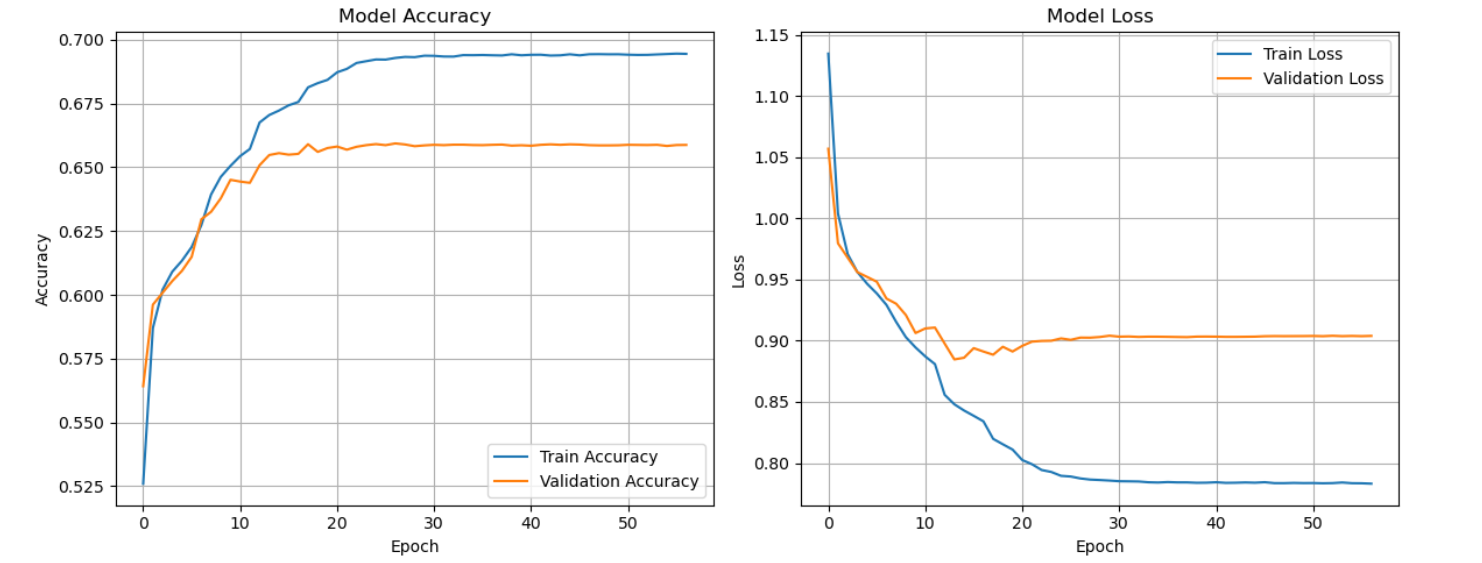 Model Accuracy
0.700
0.675
0.650
0.625
0.600
0.575
0.550
0.525
Accuracy
Train Accuracy
Validation Accuracy
0 10 20 30 40 50
Epoch
Model Loss
1.15
1.10
1.05
1.00
0.95
0.90
0.85
0.80
Loss
Train Loss
Validation Loss
0 10 20 30 40 50
Epoch